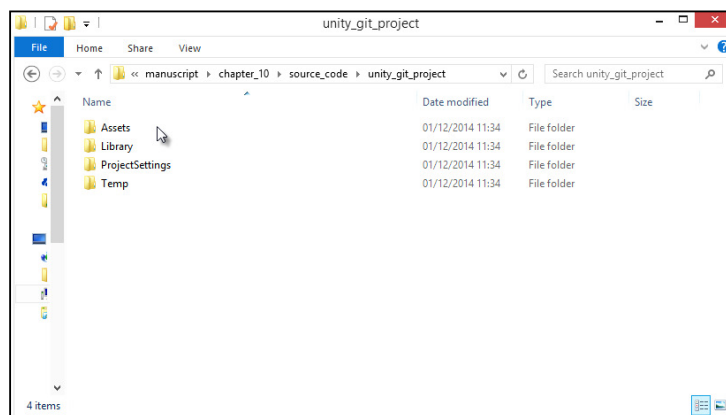 unity_git_project
File Home Share View
« manuscript chapter_10 source_code unity_git_project Search unity_git_project
Name Date modified Type Size
Assets 01/12/2014 11:34 File folder
Library 01/12/2014 11:34 File folder
ProjectSettings 01/12/2014 11:34 File folder
Temp 01/12/2014 11:34 File folder
4 items